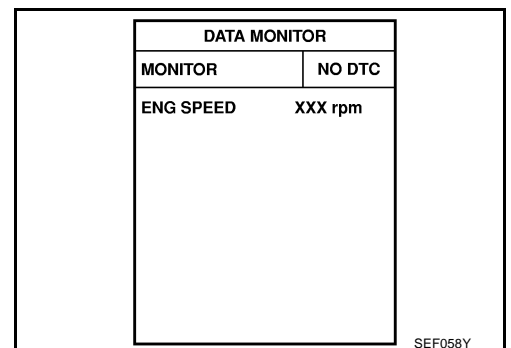 DATA MONITOR
MONITOR NO DTC
ENG SPEED XXX rpm
SEF058Y